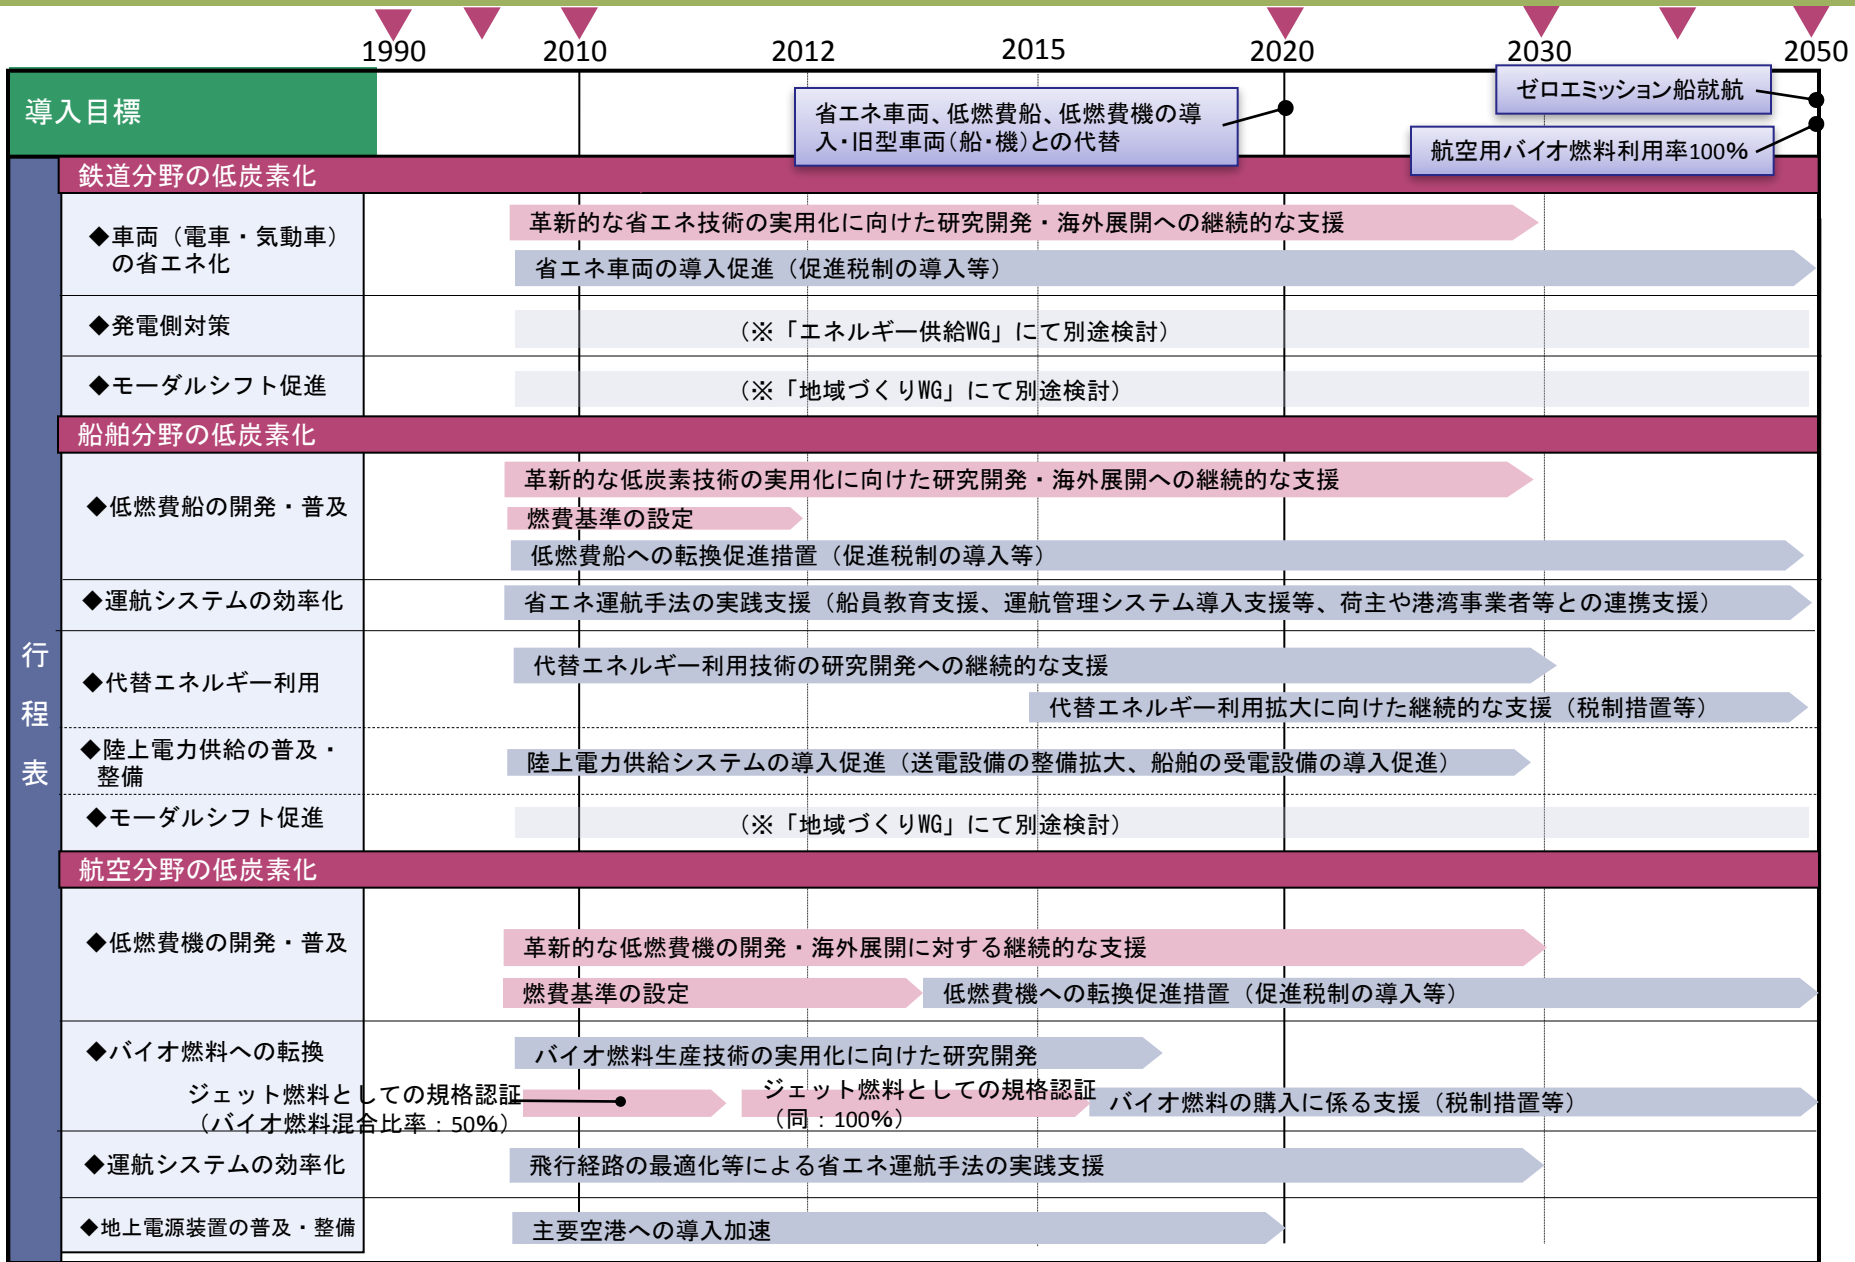 1990 2010 2012 2015 2020 2030 2050
導入目標
省エネ車両、低燃費船、低燃費機の導
入・旧型車両(船・機)との代替
ゼロエミッション船就航
航空用バイオ燃料利用率100%
行程表
鉄道分野の低炭素化
◆車両（電車・気動車）
の省エネ化
革新的な省エネ技術の実用化に向けた研究開発・海外展開への継続的な支援
省エネ車両の導入促進（促進税制の導入等）
◆発電側対策
（※「エネルギー供給WG」にて別途検討）
◆モーダルシフト促進
（※「地域づくりWG」にて別途検討）
船舶分野の低炭素化
◆低燃費船の開発・普及
革新的な低炭素技術の実用化に向けた研究開発・海外展開への継続的な支援
燃費基準の設定
低燃費船への転換促進措置（促進税制の導入等）
◆運航システムの効率化
省エネ運航手法の実践支援（船員教育支援、運航管理システム導入支援等、荷主や港湾事業者等との連携支援）
◆代替エネルギー利用
代替エネルギー利用技術の研究開発への継続的な支援
代替エネルギー利用拡大に向けた継続的な支援（税制措置等）
◆陸上電力供給の普及・
整備
陸上電力供給システムの導入促進（送電設備の整備拡大、船舶の受電設備の導入促進）
◆モーダルシフト促進
（※「地域づくりWG」にて別途検討）
航空分野の低炭素化
◆低燃費機の開発・普及
革新的な低燃費機の開発・海外展開に対する継続的な支援
燃費基準の設定
低燃費機への転換促進措置（促進税制の導入等）
◆バイオ燃料への転換
バイオ燃料生産技術の実用化に向けた研究開発
ジェット燃料としての規格認証
（バイオ燃料混合比率：50%）
ジェット燃料としての規格認証
（同：100%）
バイオ燃料の購入に係る支援（税制措置等）
◆運航システムの効率化
飛行経路の最適化等による省エネ運航手法の実践支援
◆地上電源装置の普及・整備
主要空港への導入加速